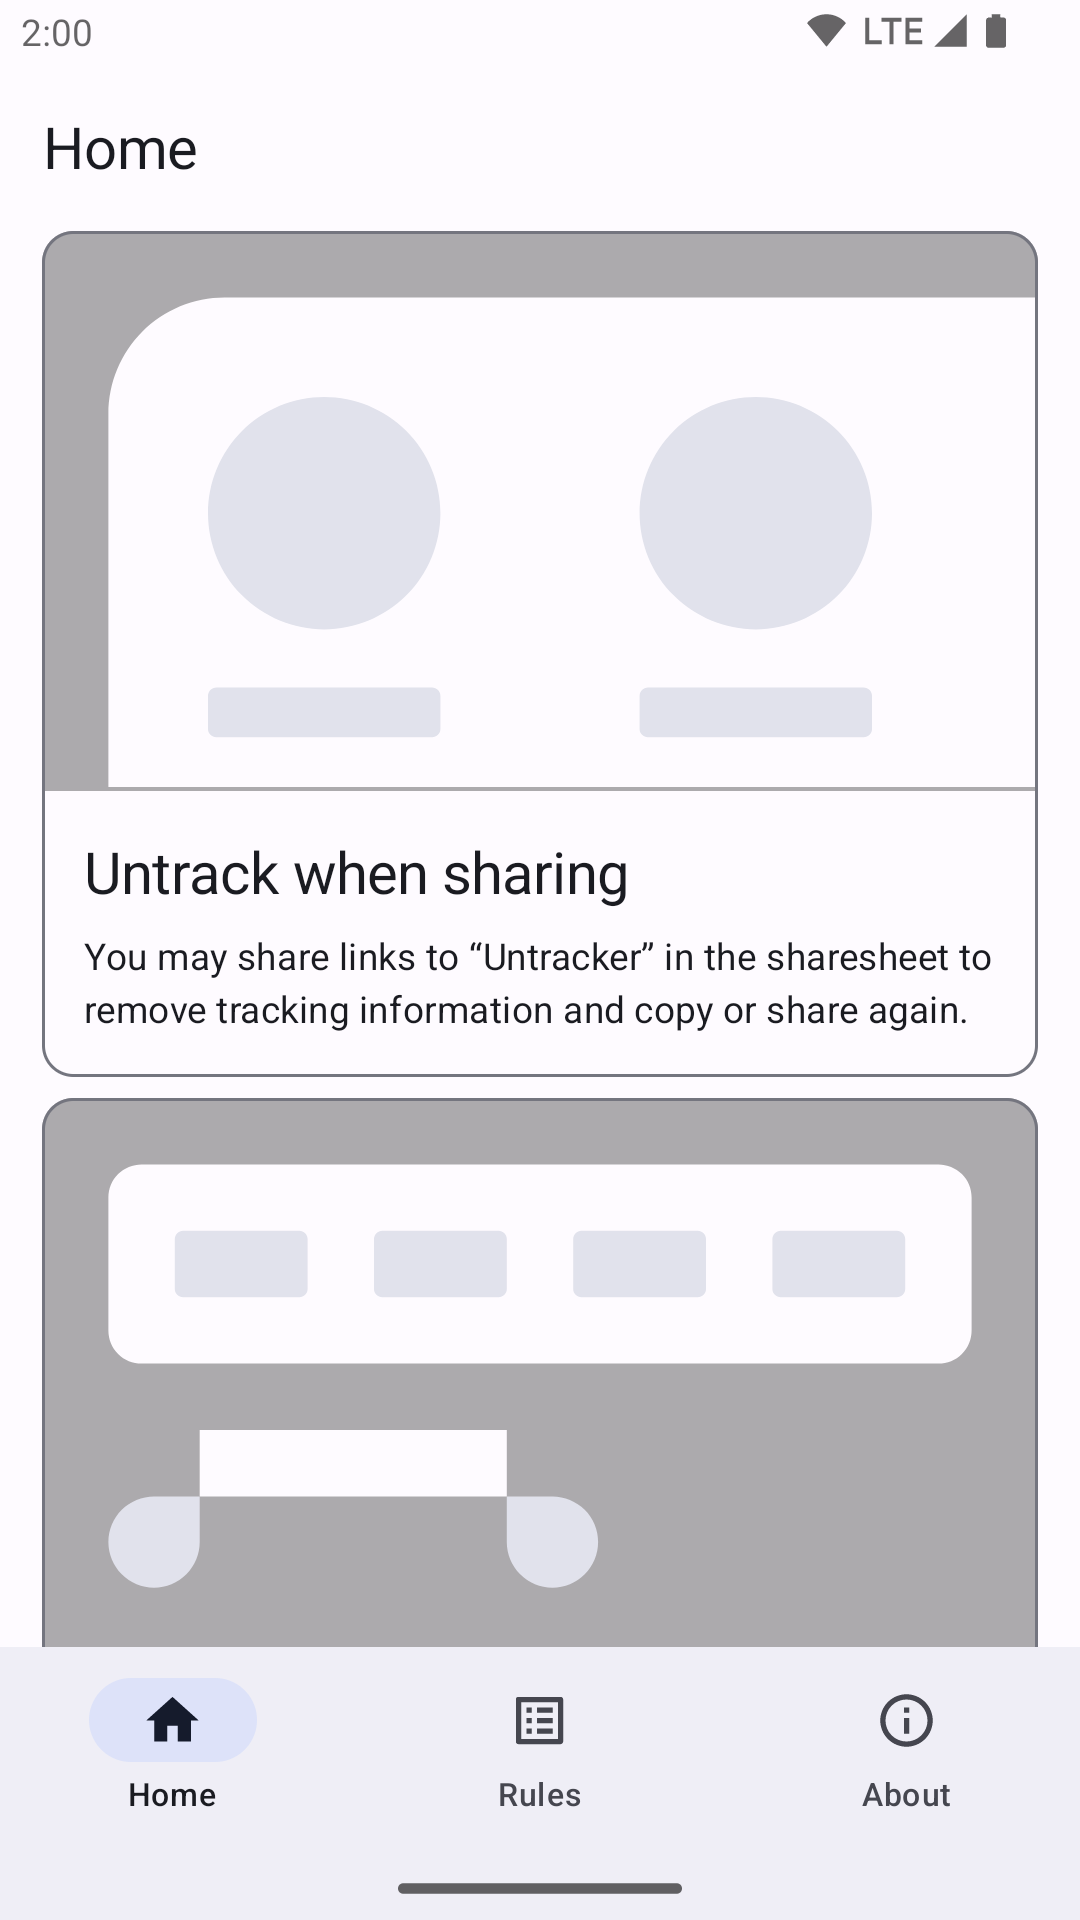 2:00
LTE
Home
Untrack when sharing
You may share links to “Untracker” in the sharesheet to
remove tracking information and copy or share again.
Home
Rules
About